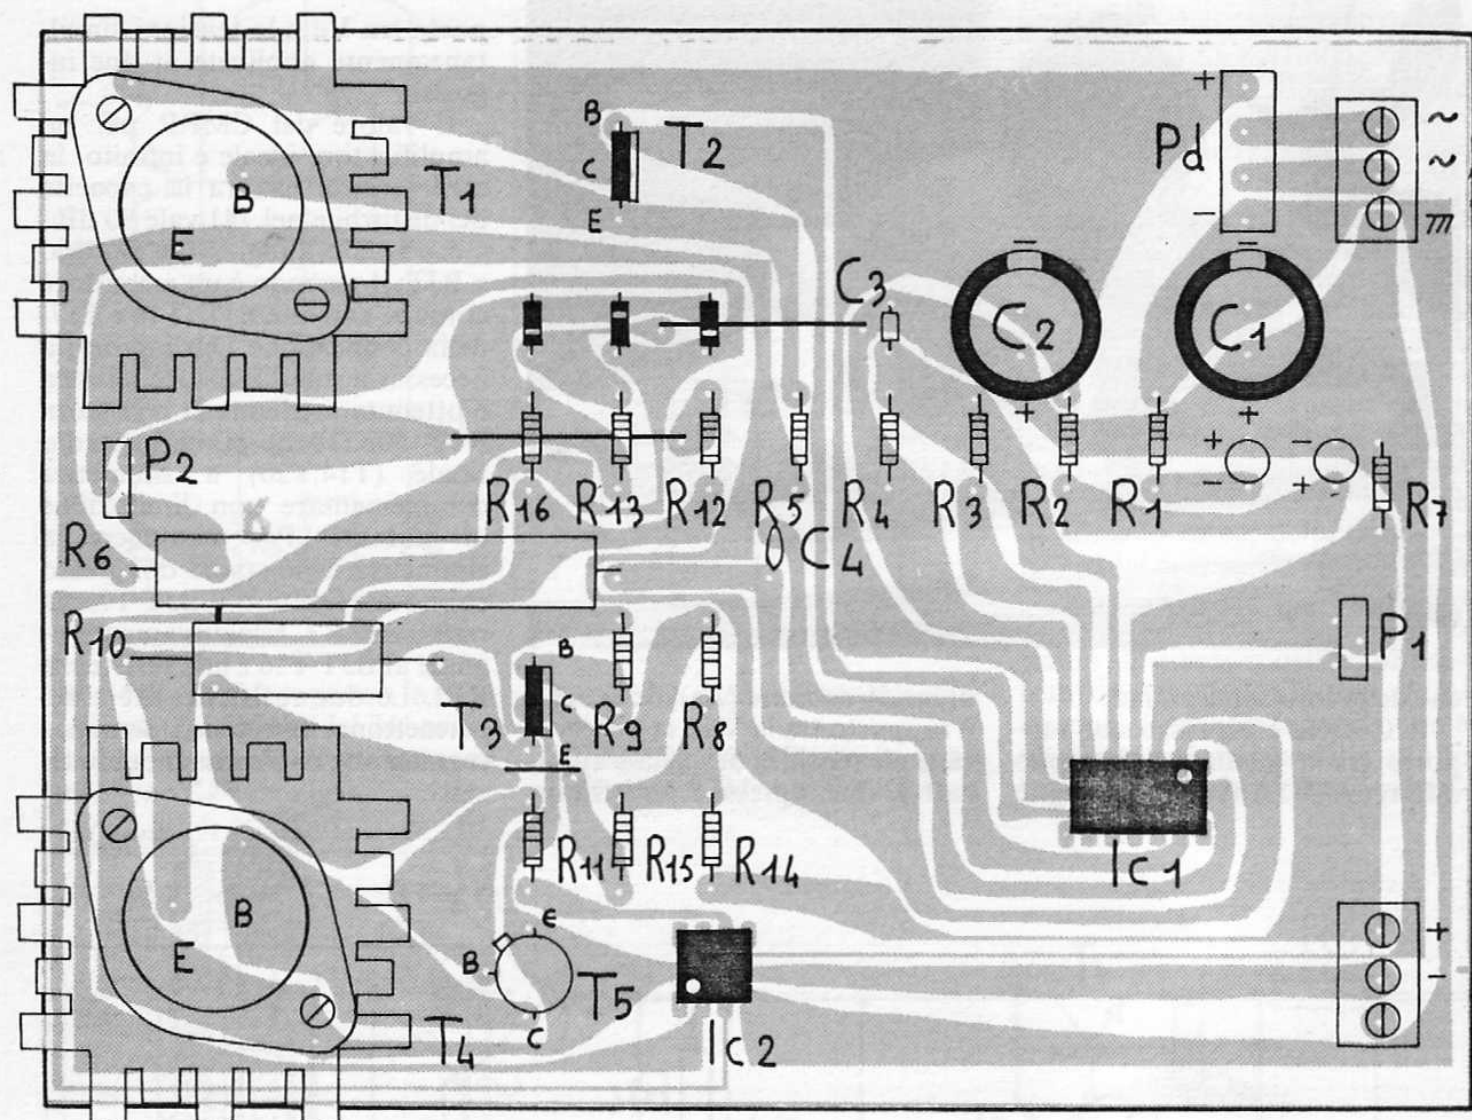 +
Pd
~
~
-
B
T2
C
E
T1
B
E
C3
-
C2
+
-
C1
+
P2
+
-
-
+
R16
R13
R12
R5
R4
R3
R2
R1
R7
C4
R6
R10
P1
B
T3
C
R9
R8
E
R11
R15
R14
Ic1
B
E
E
B
T5
C
T4
Ic2
+
-